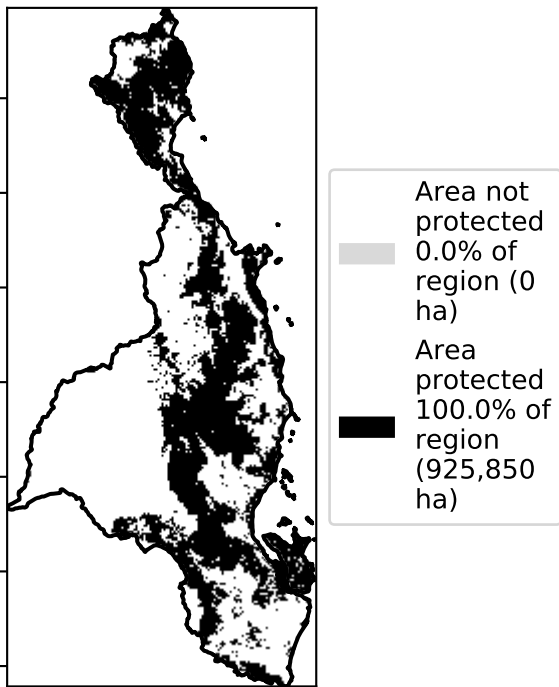 Area not
protected
0.0% of
region (0
ha)
Area
protected
100.0% of
region
(925,850
ha)